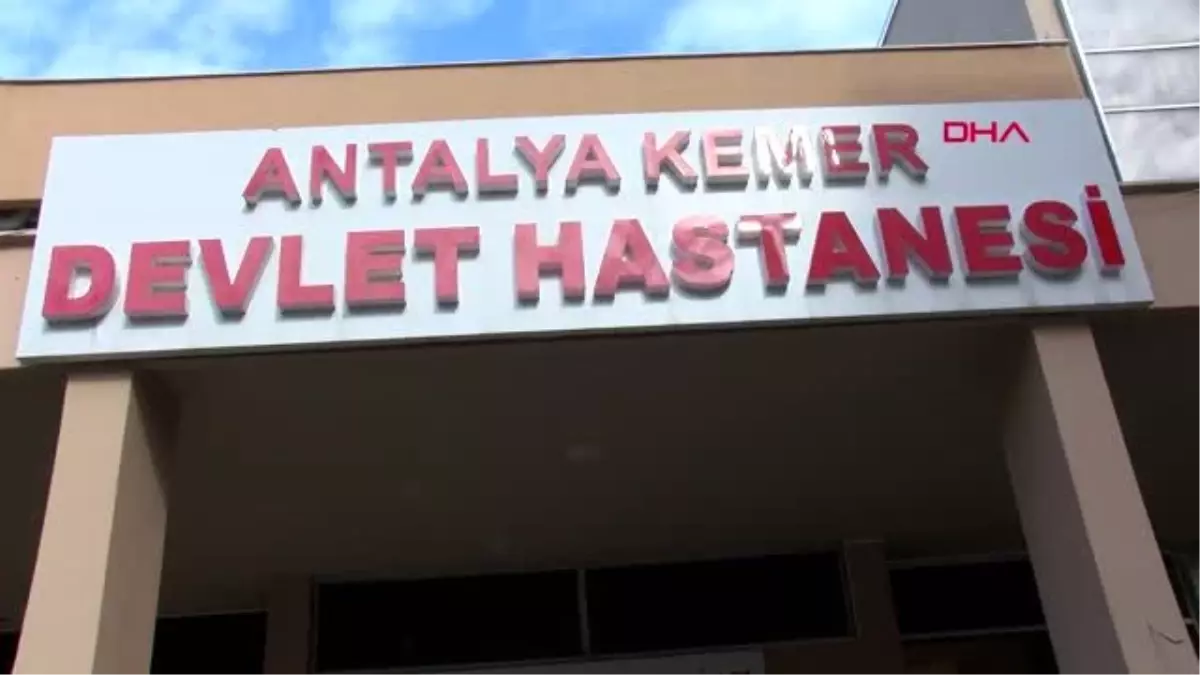 ANTALYA KEMER
DHA
DEVLET HASTANESİ